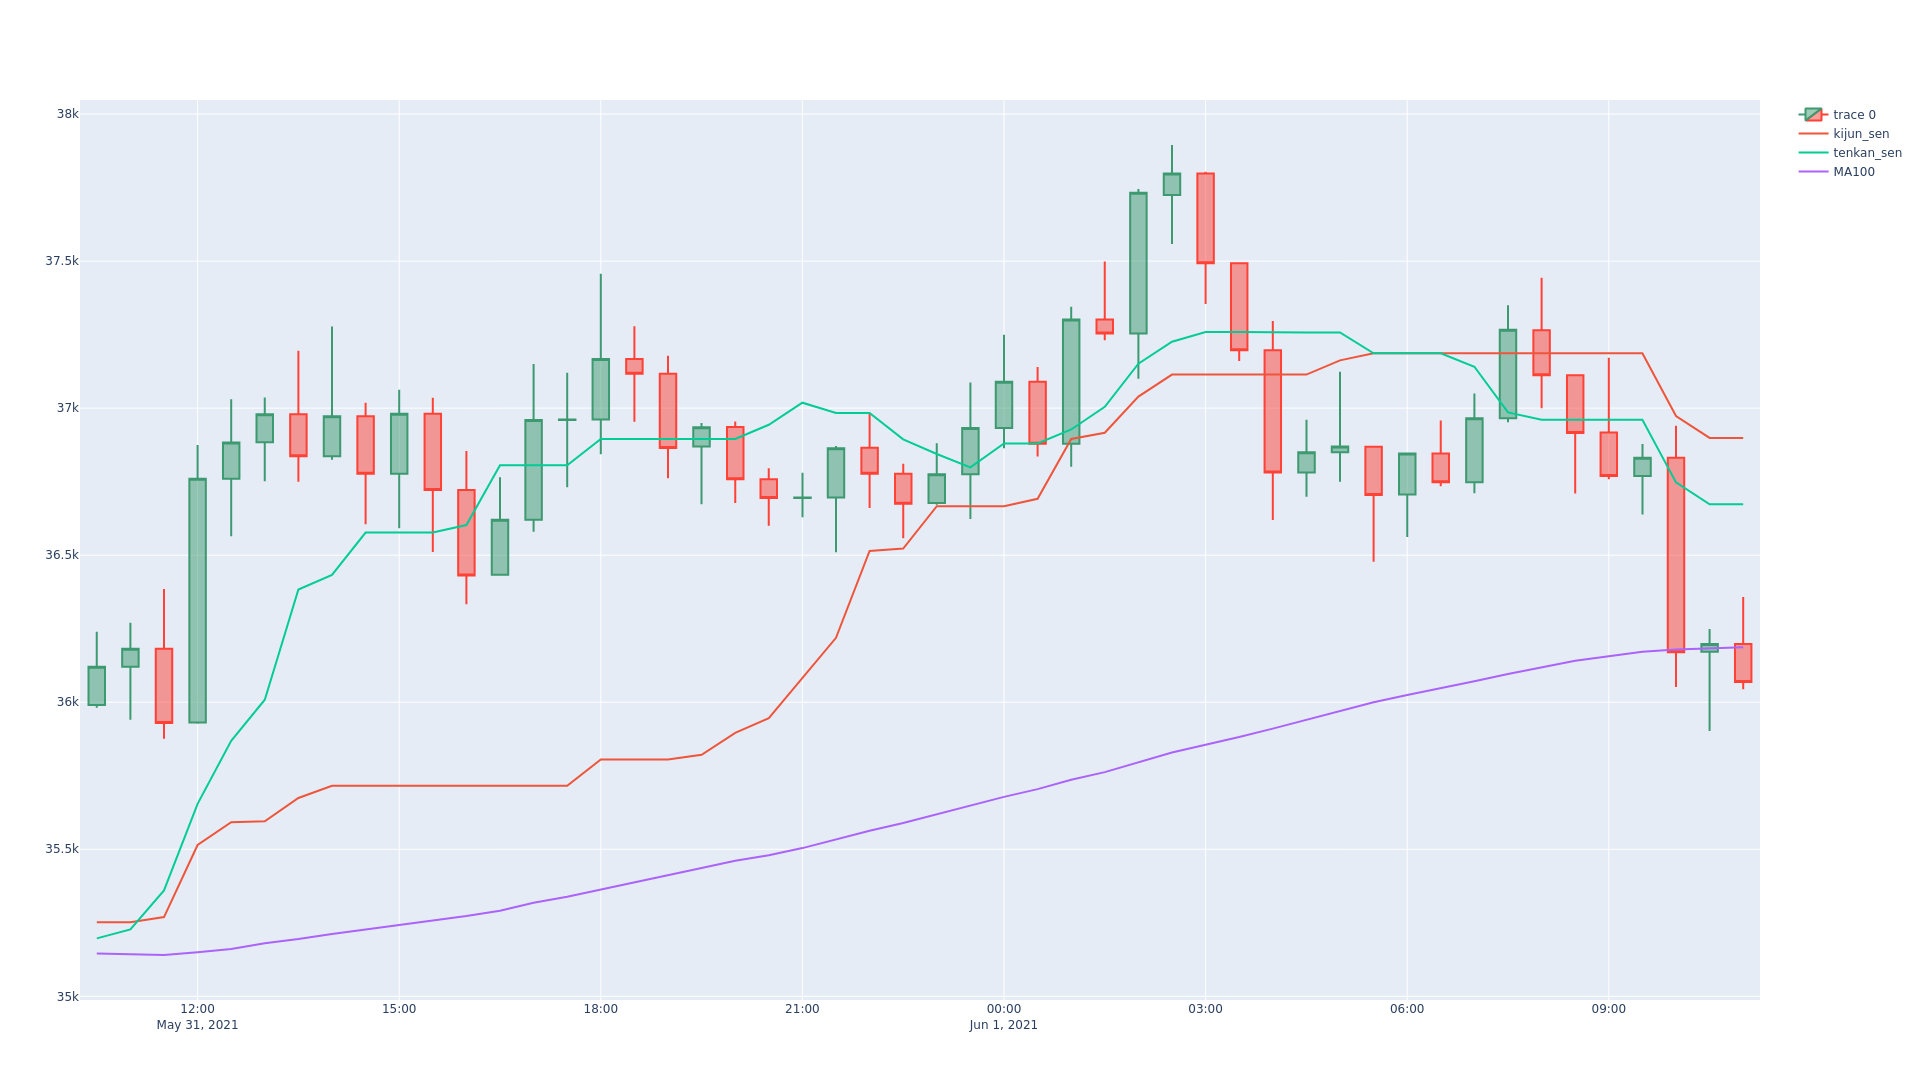 38k
37.5k
37k
36.5k
36k
35.5k
35k
12:00 15:00 18:00 21:00 00:00 03:00 06:00 09:00
May 31, 2021 Jun 1, 2021
trace 0
kijun_sen
tenkan_sen
MA100